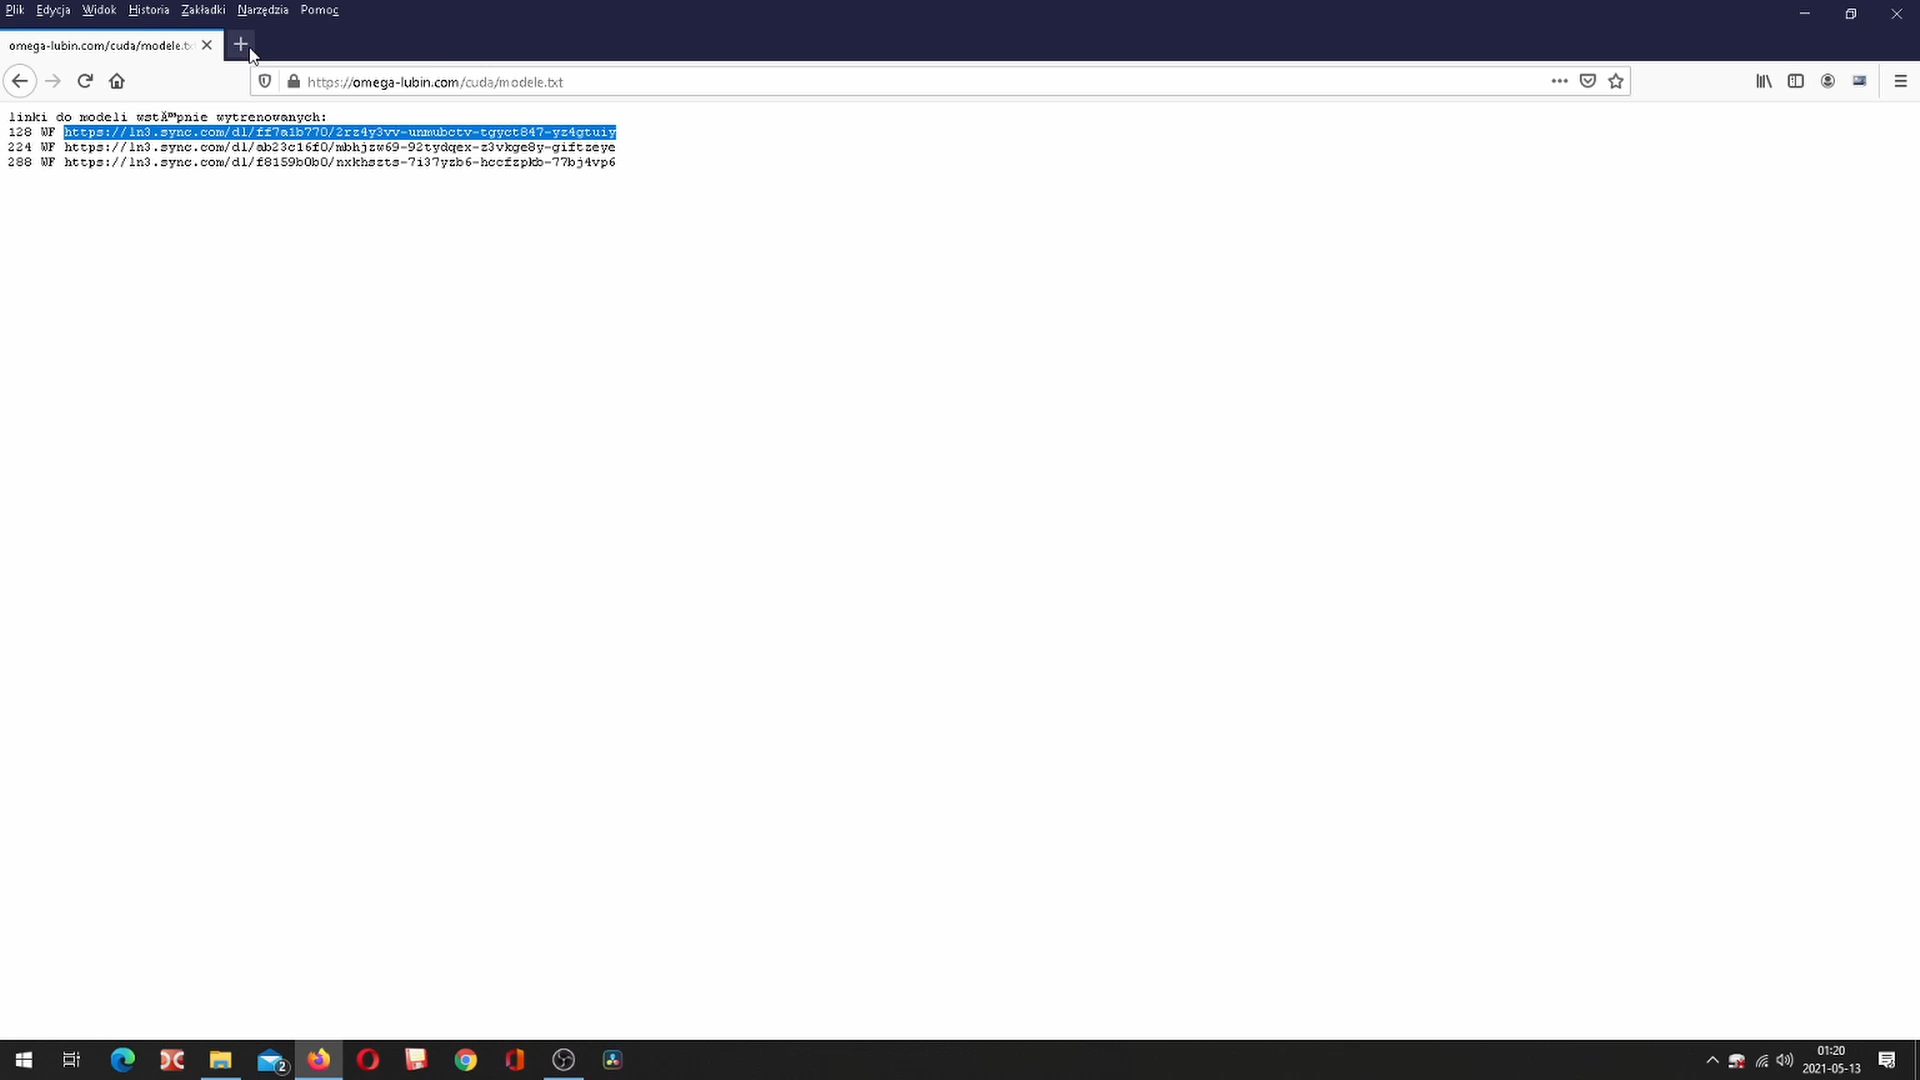 Plik Edycja Widok Historia Zakładki Narzędzia Pomoc
omega-lubin.com/cuda/modele.tx
https://omega-lubin.com/cuda/modele.txt
linki do modeli wstÄ™pnie wytrenowanych:
128 WF https://ln3.sync.com/dl/ff7a1b770/2rz4y3vv-unmubctv-tgyct847-yz4gtuiy
224 WF https://ln3.sync.com/dl/ab23c16f0/mbhjzw69-92tydqex-z3vkge8y-giftzeye
288 WF https://ln3.sync.com/dl/f8159b0b0/nxkhszts-7i37yzb6-hccfzpkb-77bj4vp6
2
01:20
2021-05-13